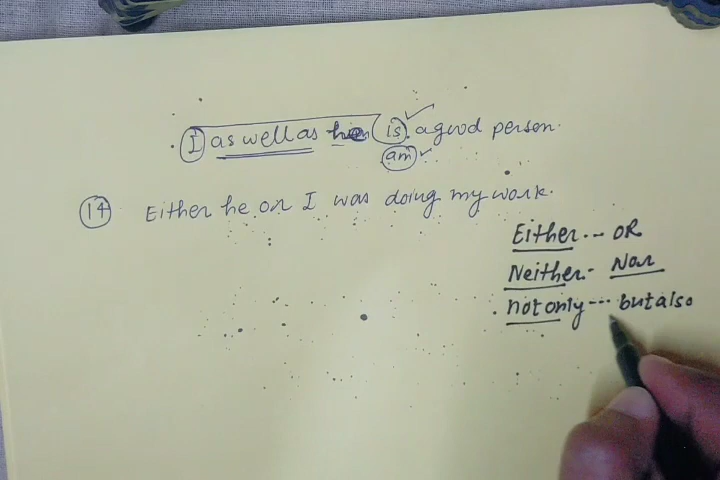 I as well as he is a good person.
am
14 Either he or I was doing my work.
Either --- OR
Neither - Nor
not only --- but also